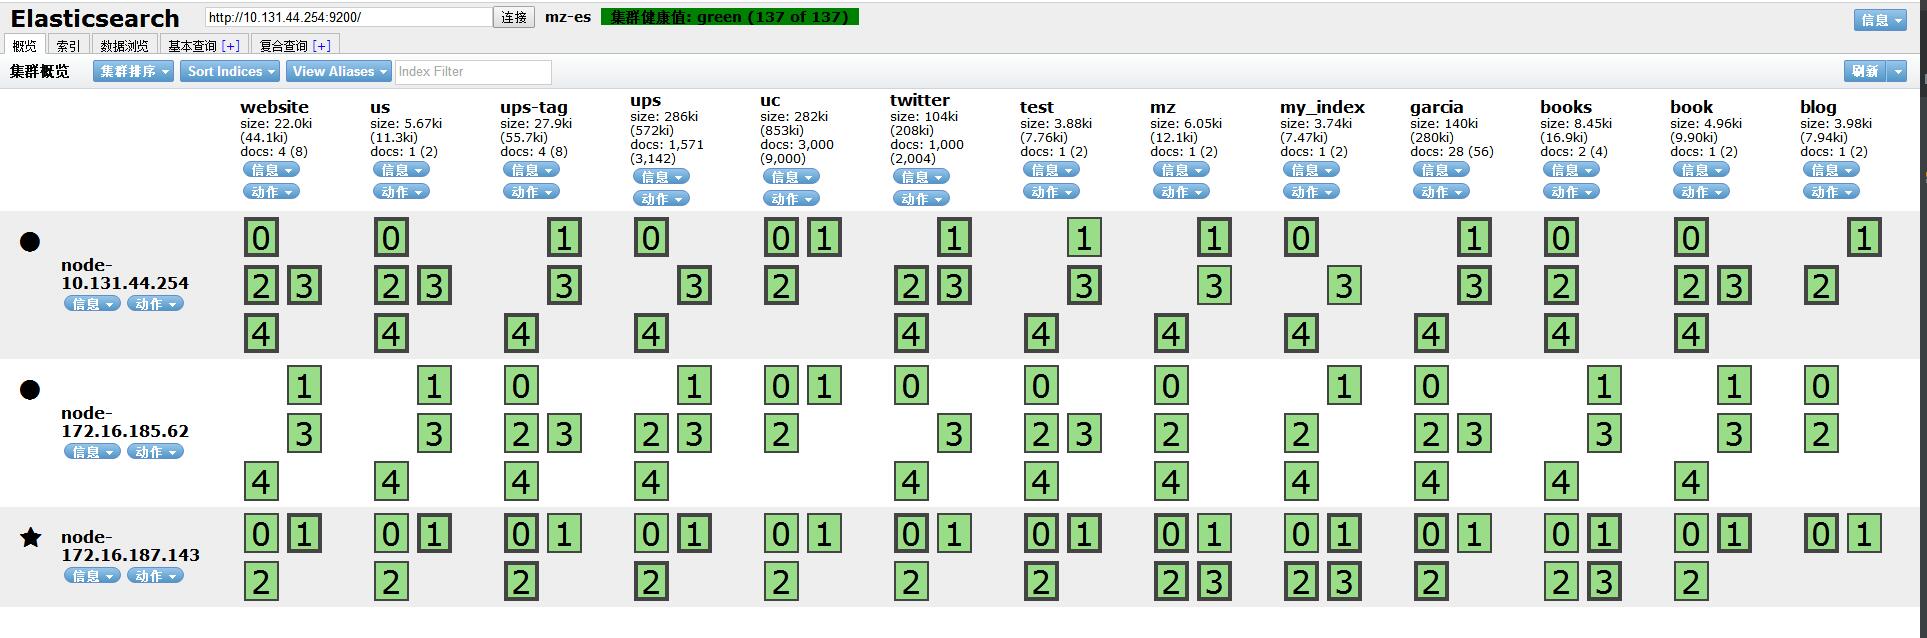 Elasticsearch http://10.131.44.254:9200/ 连接 mz-es 集群健康值: green (137 of 137) 信息
概览 索引 数据浏览 基本查询 [+] 复合查询 [+]
集群概览 集群排序 Sort Indices View Aliases Index Filter 刷新
website us ups-tag ups uc twitter test mz my_index garcia books book blog
size: 22.0ki size: 5.67ki size: 27.9ki size: 286ki size: 282ki size: 104ki size: 3.88ki size: 6.05ki size: 3.74ki size: 140ki size: 8.45ki size: 4.96ki size: 3.98ki
(44.1ki) (11.3ki) (55.7ki) (572ki) (853ki) (208ki) (7.76ki) (12.1ki) (7.47ki) (280ki) (16.9ki) (9.90ki) (7.94ki)
docs: 4 (8) docs: 1 (2) docs: 4 (8) docs: 1,571 docs: 3,000 docs: 1,000 docs: 1 (2) docs: 1 (2) docs: 1 (2) docs: 28 (56) docs: 2 (4) docs: 1 (2) docs: 1 (2)
(3,142) (9,000) (2,004)
信息 信息 信息 信息 信息 信息 信息 信息 信息 信息 信息 信息 信息
动作 动作 动作 动作 动作 动作 动作 动作 动作 动作 动作 动作 动作
0 0 1 0 0 1 1 1 1 0 1 0 0 1
node-
10.131.44.254
信息 动作
2 3 2 3 3 3 2 2 3 3 3 3 3 2 2 3 2
4 4 4 4 4 4 4 4 4 4 4
1 1 0 1 0 1 0 0 0 1 0 1 1 0
node-
172.16.185.62
信息 动作
3 3 2 3 2 3 2 3 2 3 2 2 2 3 3 3 2
4 4 4 4 4 4 4 4 4 4 4
0 1 0 1 0 1 0 1 0 1 0 1 0 1 0 1 0 1 0 1 0 1 0 1 0 1
node-
172.16.187.143
信息 动作
2 2 2 2 2 2 2 2 3 2 3 2 2 3 2